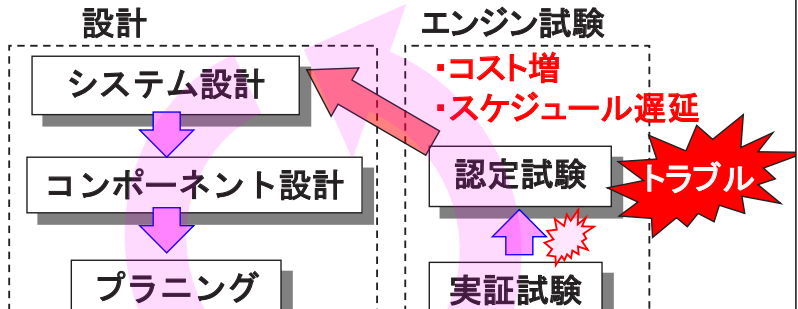 設計
システム設計
コンポーネント設計
プラニング
エンジン試験
・コスト増
・スケジュール遅延
認定試験
トラブル
実証試験